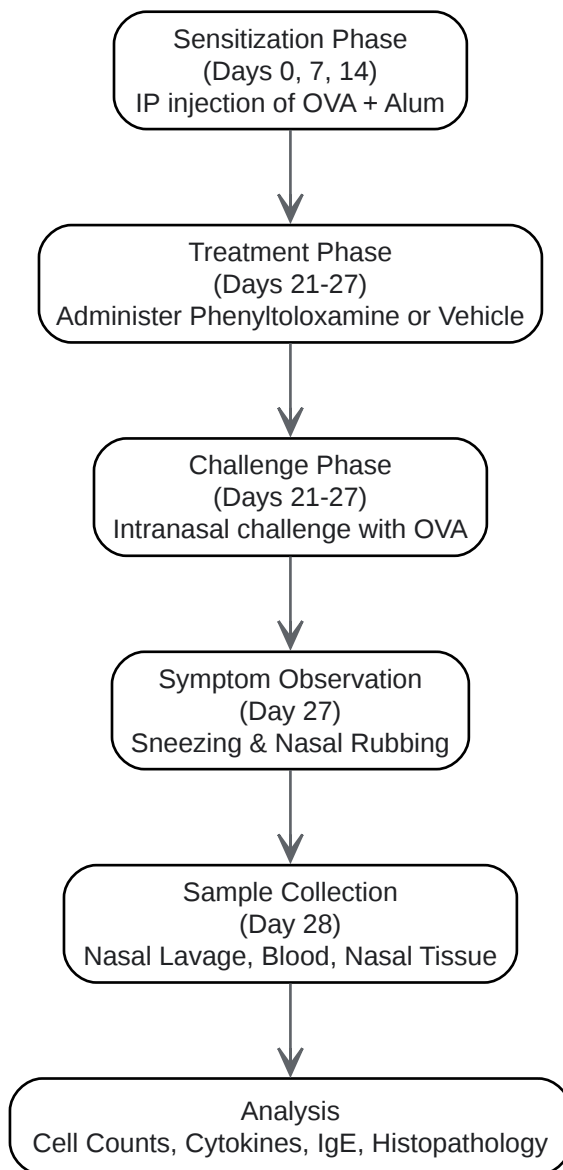 Sensitization Phase
(Days 0, 7, 14)
IP injection of OVA + Alum
Treatment Phase
(Days 21-27)
Administer Phenyltoloxamine or Vehicle
Challenge Phase
(Days 21-27)
Intranasal challenge with OVA
Symptom Observation
(Day 27)
Sneezing & Nasal Rubbing
Sample Collection
(Day 28)
Nasal Lavage, Blood, Nasal Tissue
Analysis
Cell Counts, Cytokines, IgE, Histopathology